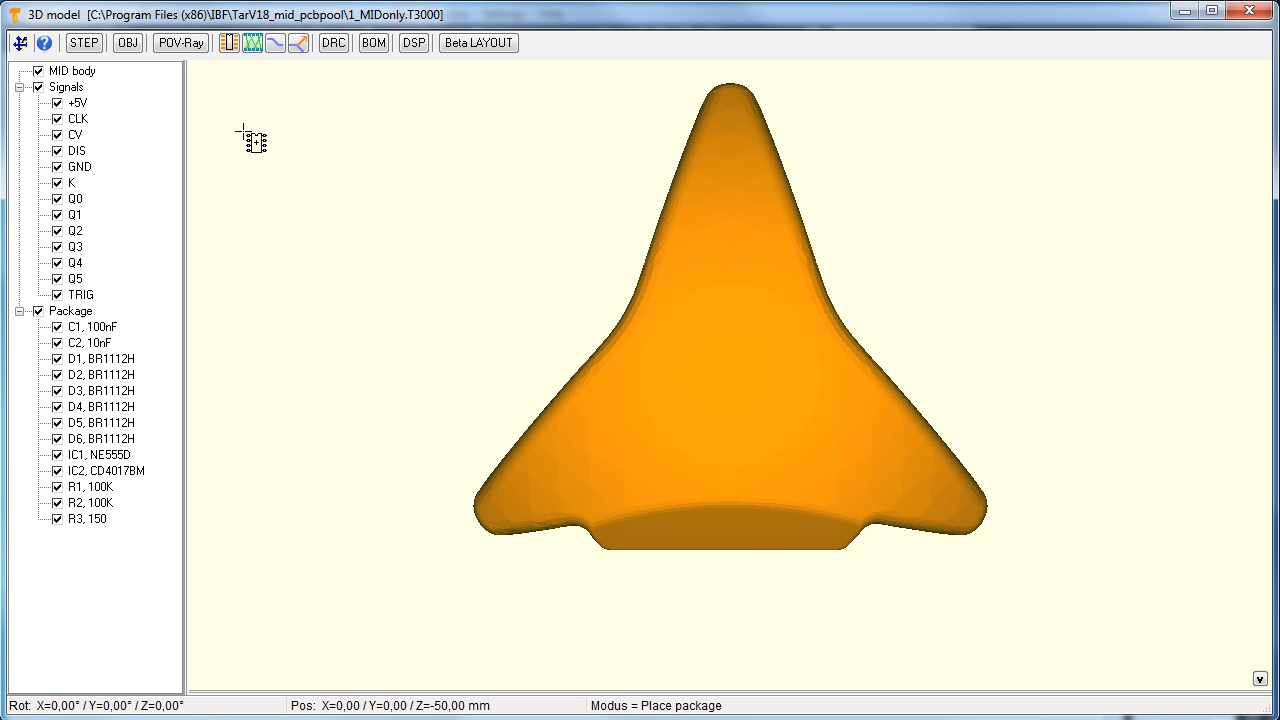 3D model [C:\Program Files (x86)\IBF\TarV18_mid_pcbpool\1_MIDonly.T3000]
STEP OBJ POV-Ray DRC BOM DSP Beta LAYOUT
MID body
Signals
+5V
CLK
CV
DIS
GND
K
Q0
Q1
Q2
Q3
Q4
Q5
TRIG
Package
C1, 100nF
C2, 10nF
D1, BR1112H
D2, BR1112H
D3, BR1112H
D4, BR1112H
D5, BR1112H
D6, BR1112H
IC1, NE555D
IC2, CD4017BM
R1, 100K
R2, 100K
R3, 150
Rot: X=0,00° / Y=0,00° / Z=0,00° Pos: X=0,00 / Y=0,00 / Z=-50,00 mm Modus = Place package